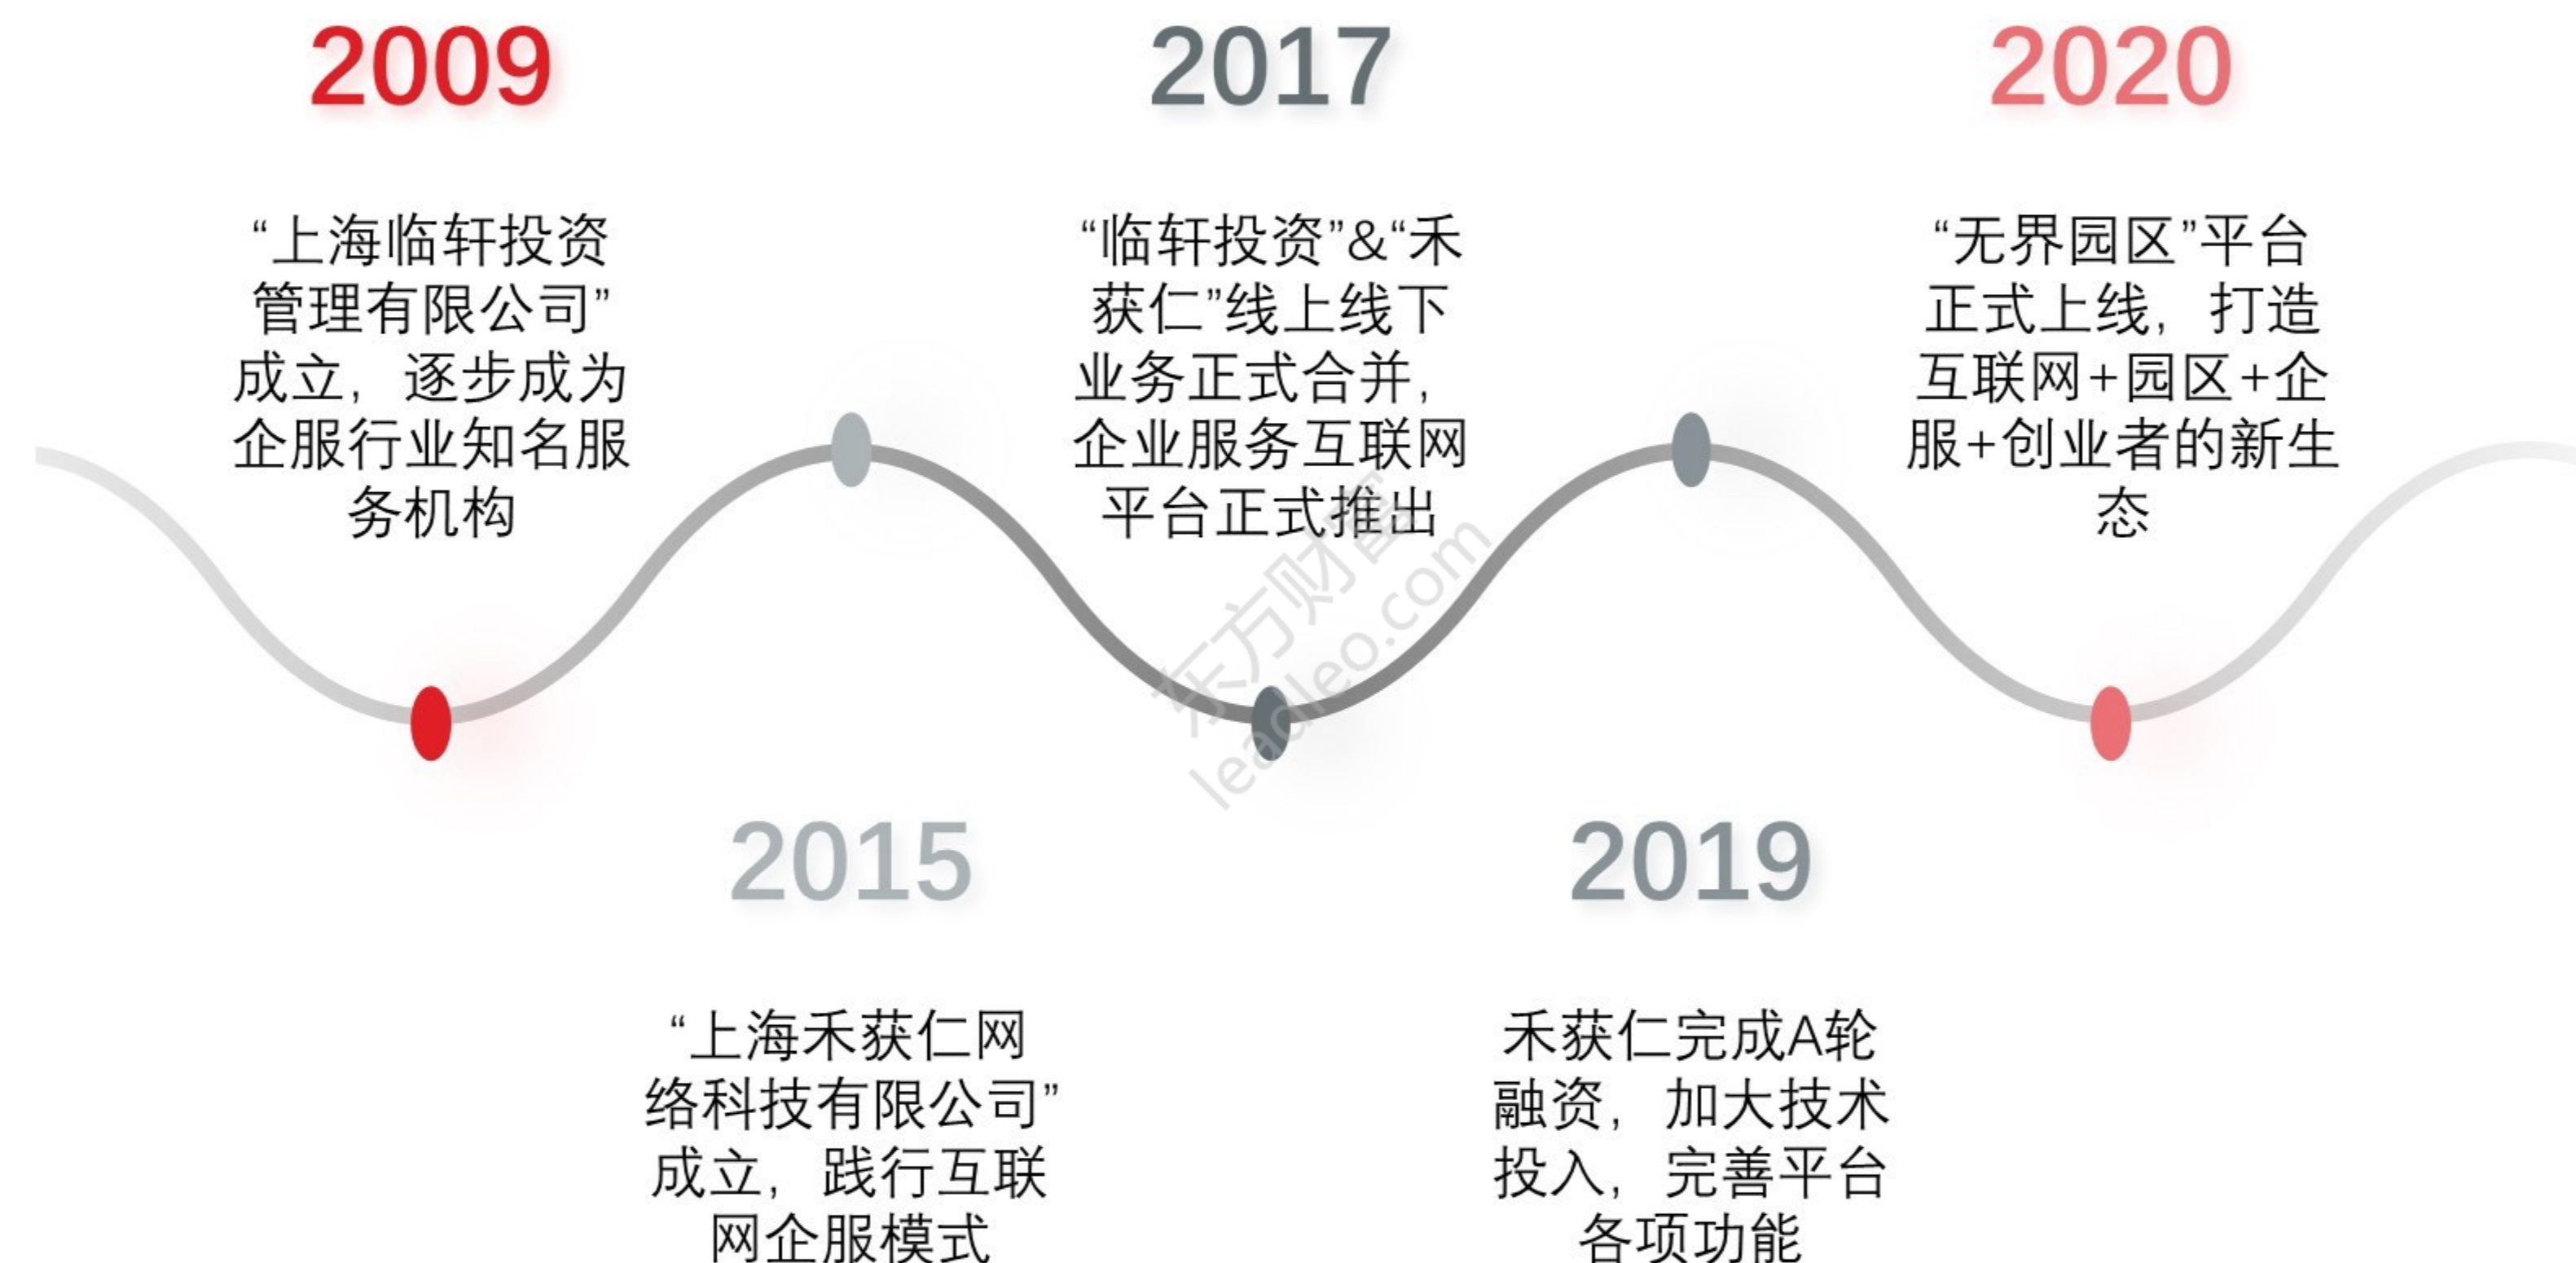 2009
“上海临轩投资
管理有限公司”
成立，逐步成为
企服行业知名服
务机构
2015
“上海禾获仁网
络科技有限公司”
成立，践行互联
网企服模式
2017
“临轩投资”&“禾
获仁”线上线下
业务正式合并，
企业服务互联网
平台正式推出
2019
禾获仁完成A轮
融资，加大技术
投入，完善平台
各项功能
2020
“无界园区”平台
正式上线，打造
互联网+园区+企
服+创业者的新生
态
东方财富
leadleo.com